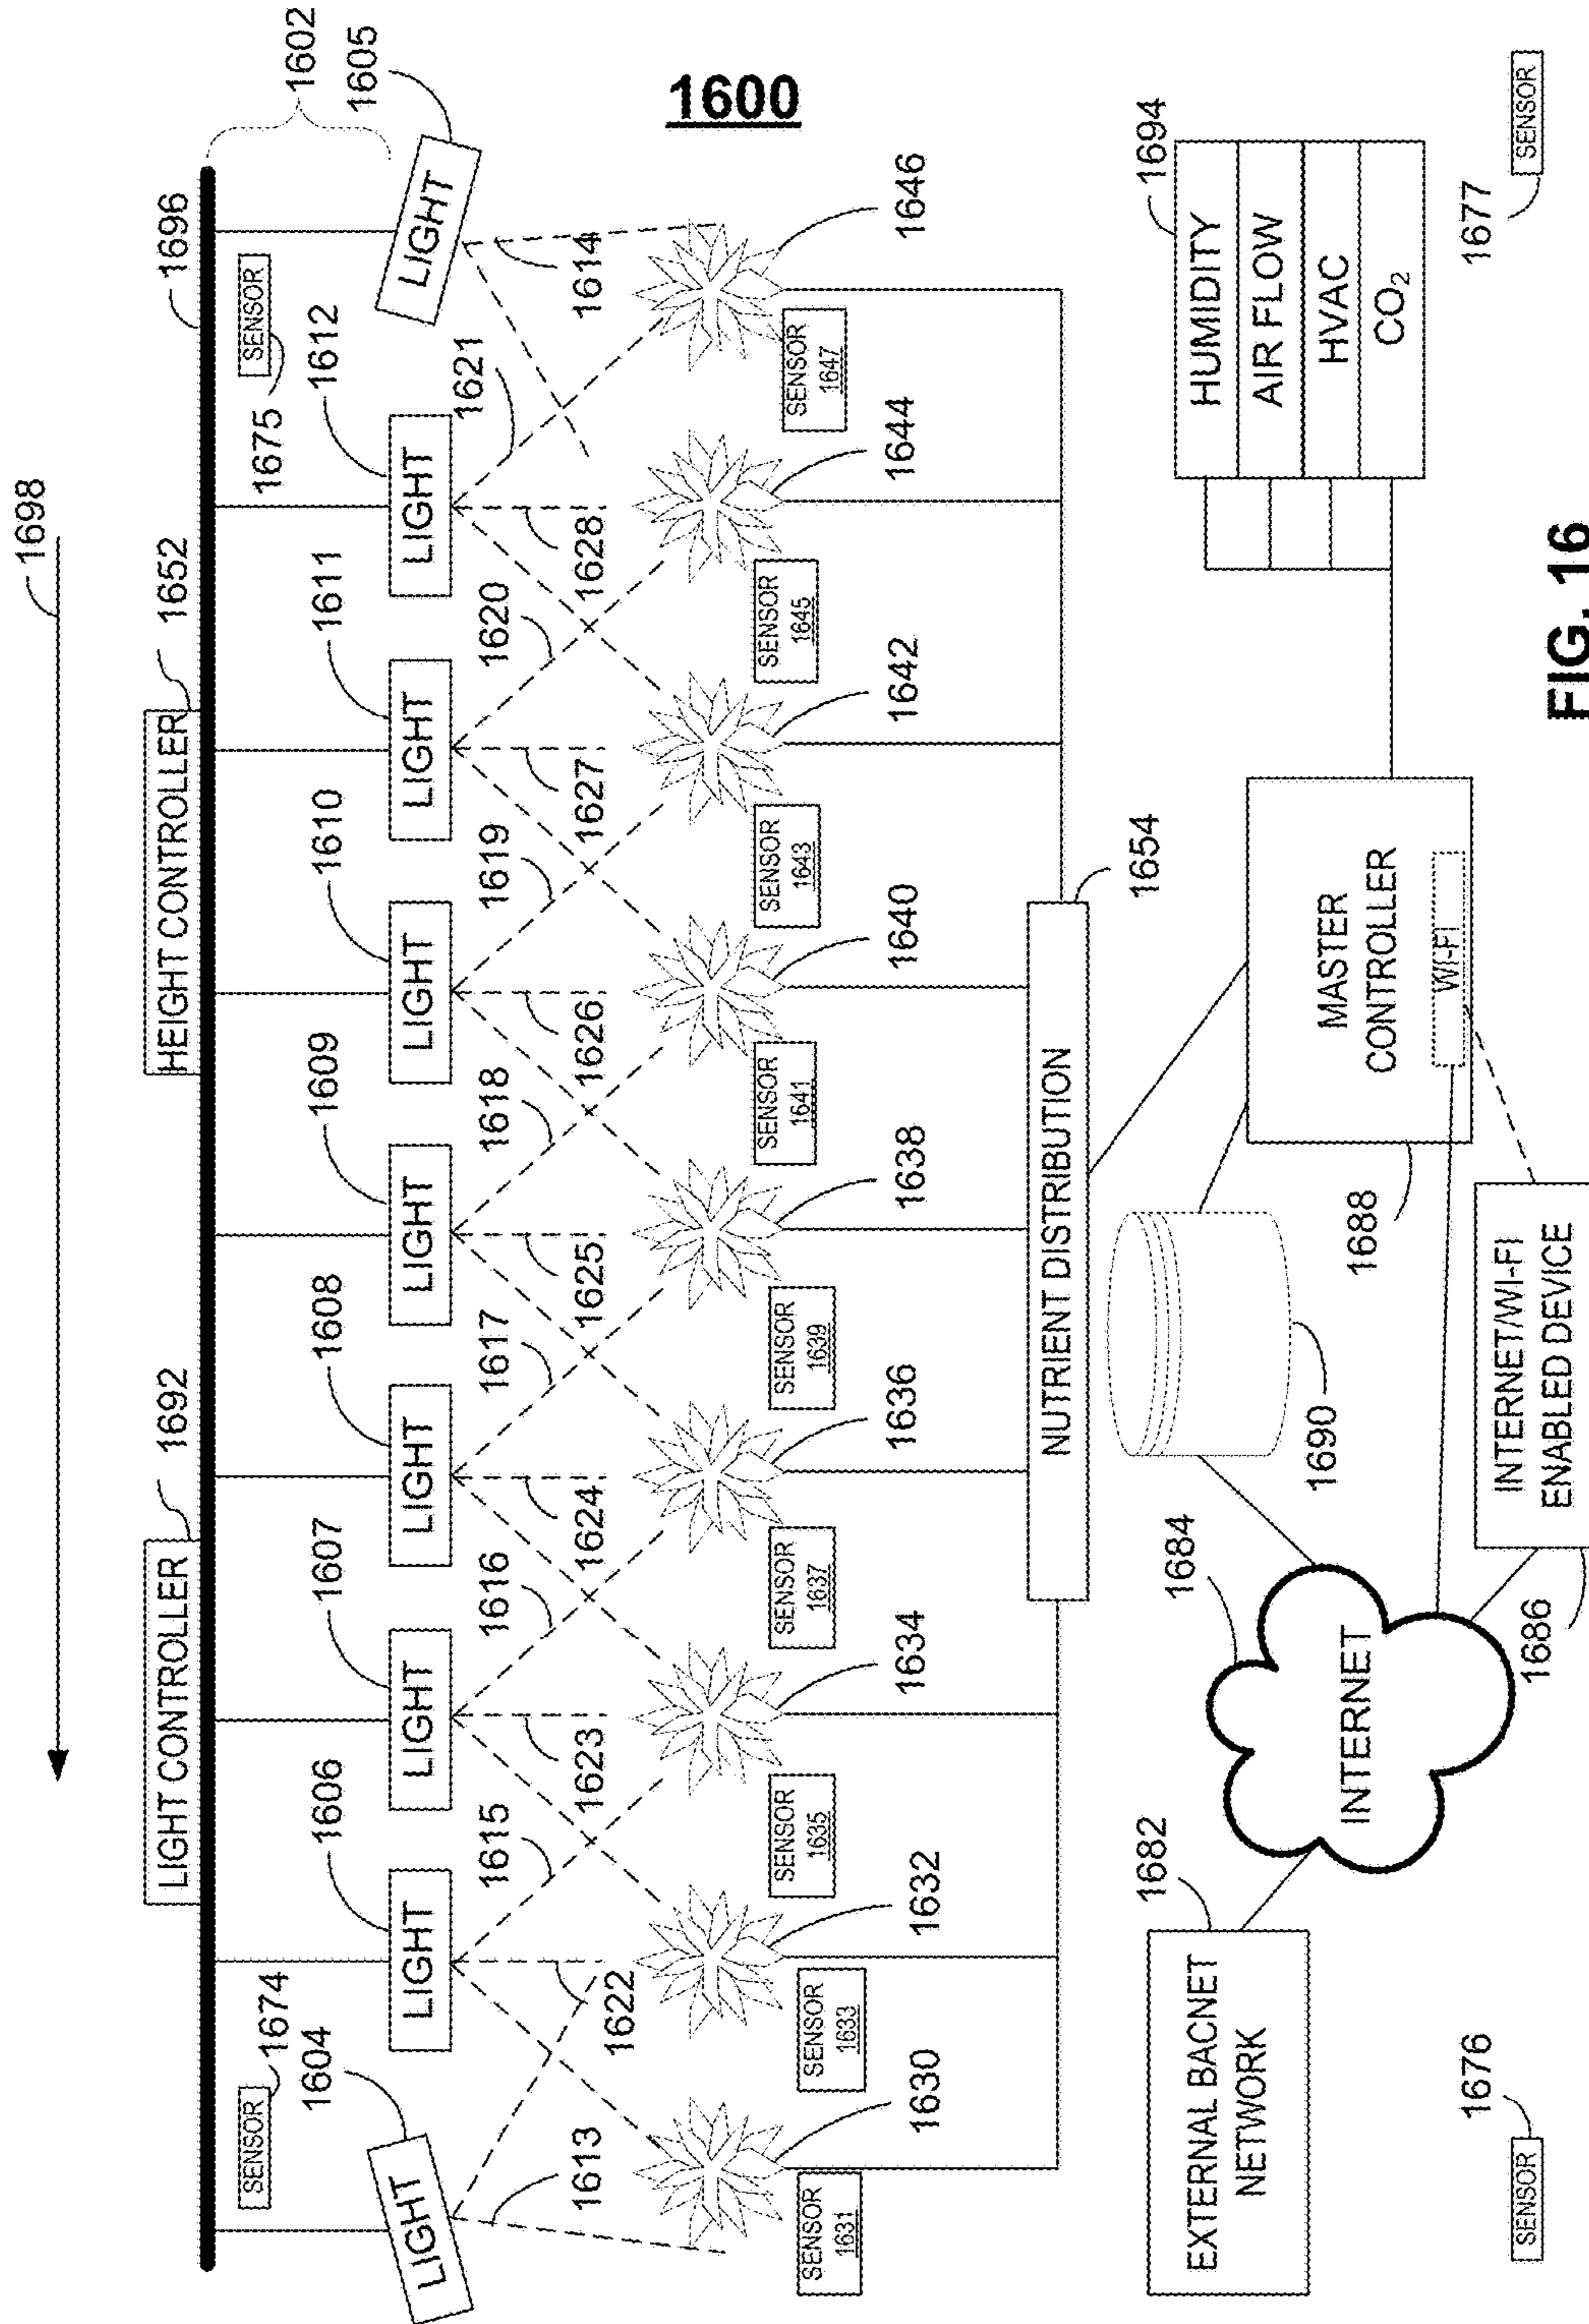 1698
LIGHT CONTROLLER
1692
HEIGHT CONTROLLER
1652
1696
1602
1605
SENSOR
1674
1604
1606
1607
1608
1609
1610
1611
1612
1675
SENSOR
LIGHT
LIGHT
LIGHT
LIGHT
LIGHT
LIGHT
LIGHT
LIGHT
LIGHT
1613
1615
1616
1617
1618
1619
1620
1621
1614
1622
1623
1624
1625
1626
1627
1628
1600
SENSOR
1631
SENSOR
1633
SENSOR
1635
SENSOR
1637
SENSOR
1639
SENSOR
1641
SENSOR
1643
SENSOR
1645
SENSOR
1647
1630
1632
1634
1636
1638
1640
1642
1644
1646
NUTRIENT DISTRIBUTION
1654
EXTERNAL BACNET
NETWORK
1682
INTERNET
1684
1690
MASTER
CONTROLLER
WI-FI
1688
HUMIDITY
AIR FLOW
HVAC
CO₂
1694
INTERNET/WI-FI
ENABLED DEVICE
1686
SENSOR
1676
1677
SENSOR
FIG. 16